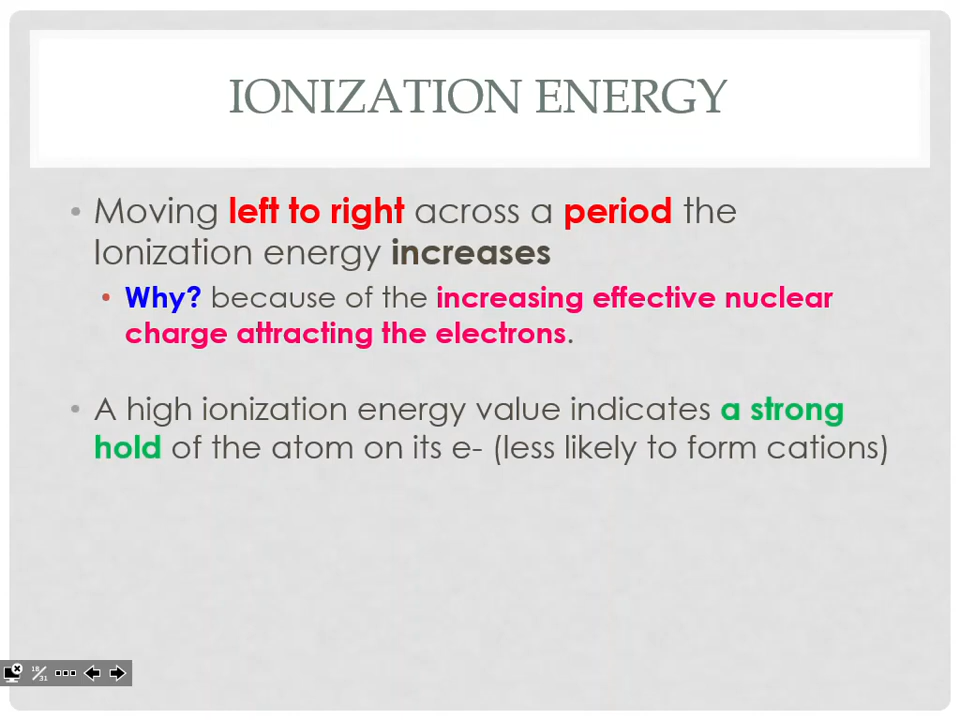 IONIZATION ENERGY
• Moving left to right across a period the
Ionization energy increases
• Why? because of the increasing effective nuclear
charge attracting the electrons.
• A high ionization energy value indicates a strong
hold of the atom on its e- (less likely to form cations)
18/31